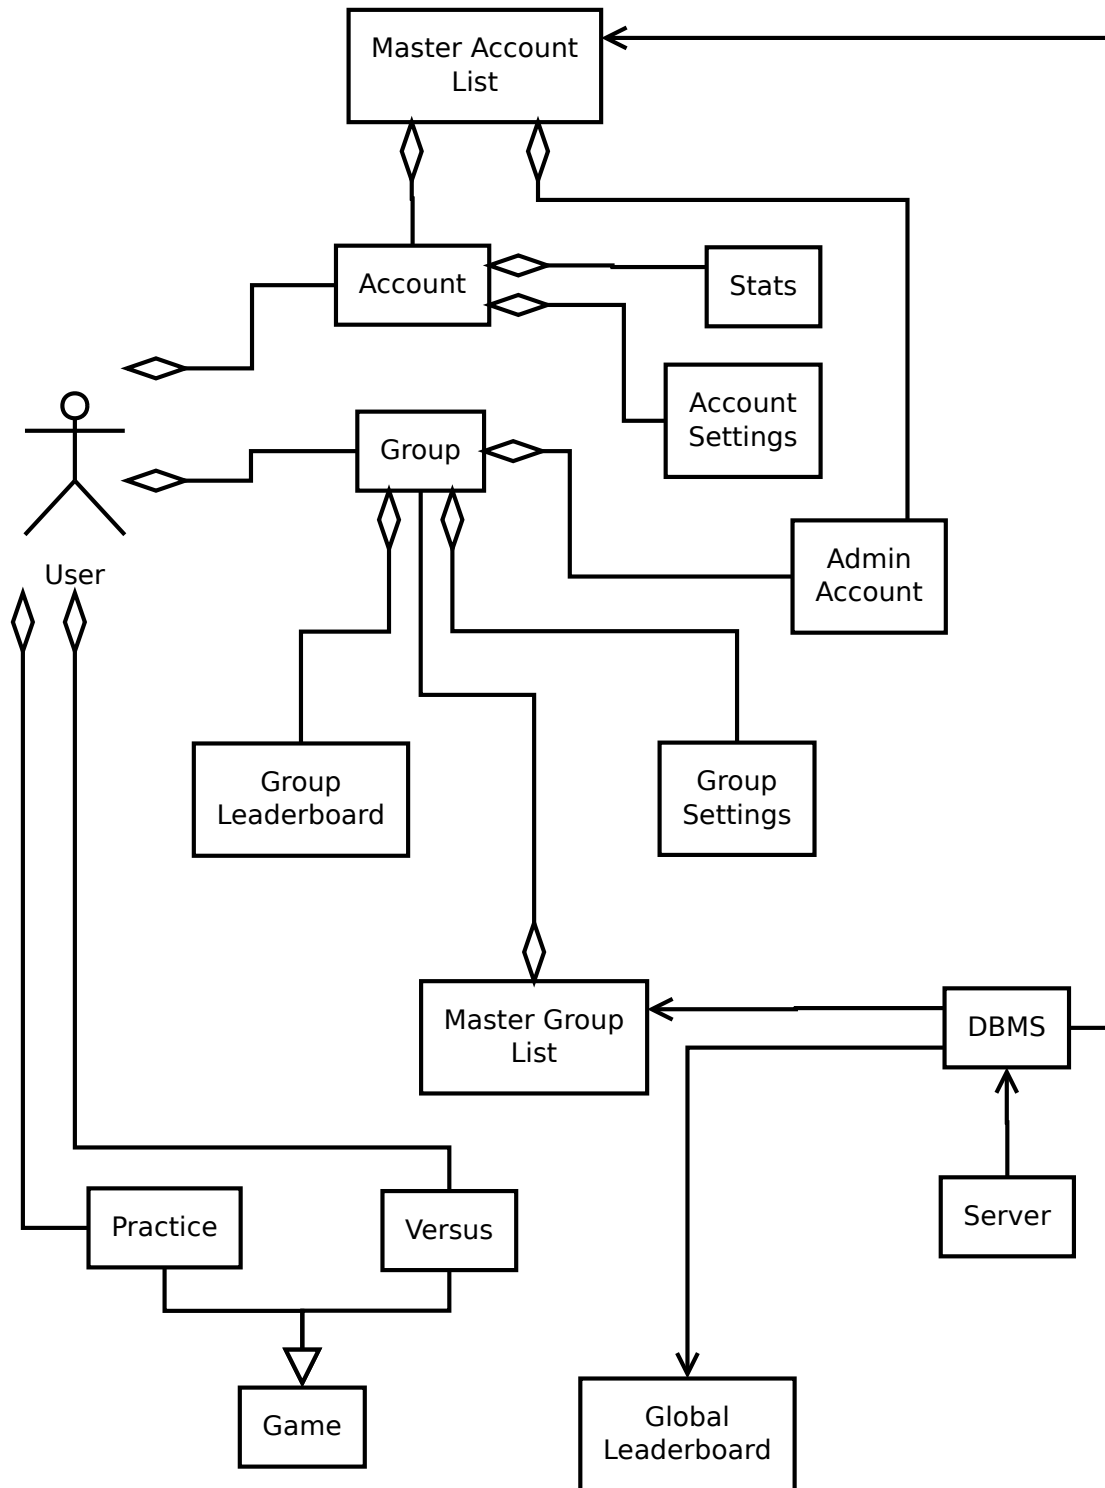 Master Account
List
Account
Stats
Account
Settings
Group
Admin
Account
User
Group
Leaderboard
Group
Settings
Master Group
List
DBMS
Practice
Versus
Server
Game
Global
Leaderboard